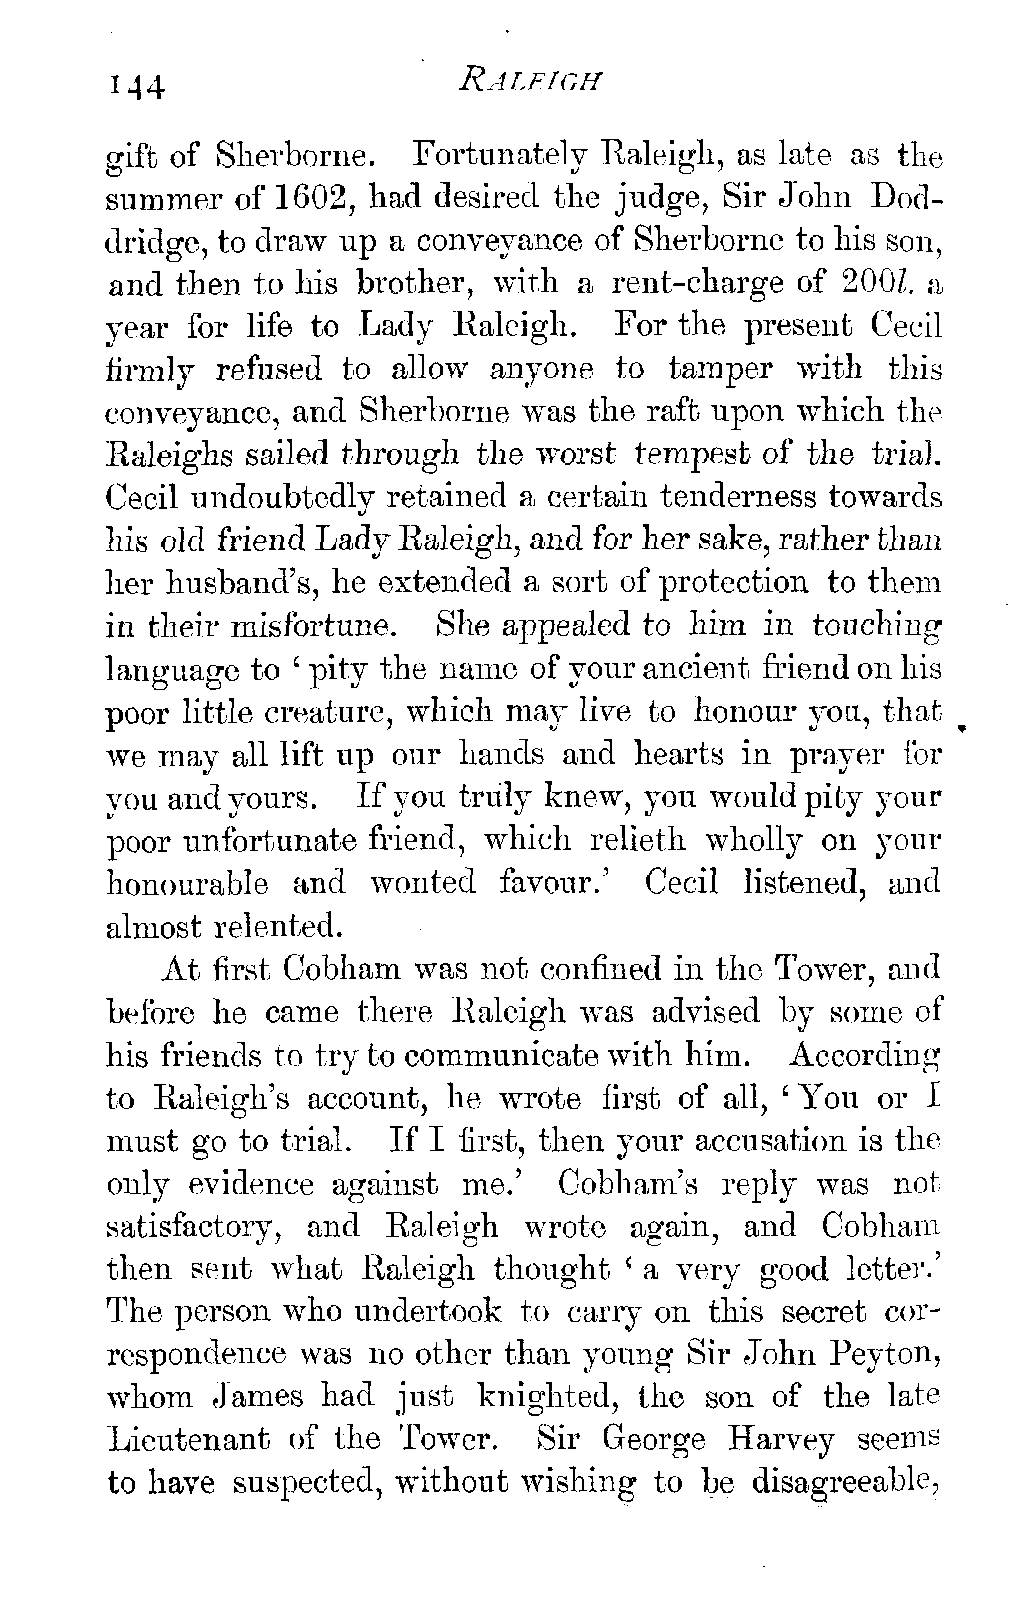 144 RALEIGH
gift of Sherborne. Fortunately Raleigh, as late as the
summer of 1602, had desired the judge, Sir John Dod-
dridge, to draw up a conveyance of Sherborne to his son,
and then to his brother, with a rent-charge of 200l. a
year for life to Lady Raleigh. For the present Cecil
firmly refused to allow anyone to tamper with this
conveyance, and Sherborne was the raft upon which the
Raleighs sailed through the worst tempest of the trial.
Cecil undoubtedly retained a certain tenderness towards
his old friend Lady Raleigh, and for her sake, rather than
her husband's, he extended a sort of protection to them
in their misfortune. She appealed to him in touching
language to ‘pity the name of your ancient friend on his
poor little creature, which may live to honour you, that
we may all lift up our hands and hearts in prayer for
you and yours. If you truly knew, you would pity your
poor unfortunate friend, which relieth wholly on your
honourable and wonted favour.’ Cecil listened, and
almost relented.
At first Cobham was not confined in the Tower, and
before he came there Raleigh was advised by some of
his friends to try to communicate with him. According
to Raleigh's account, he wrote first of all, ‘You or I
must go to trial. If I first, then your accusation is the
only evidence against me.’ Cobham's reply was not
satisfactory, and Raleigh wrote again, and Cobham
then sent what Raleigh thought ‘a very good letter.’
The person who undertook to carry on this secret cor-
respondence was no other than young Sir John Peyton,
whom James had just knighted, the son of the late
Lieutenant of the Tower. Sir George Harvey seems
to have suspected, without wishing to be disagreeable,